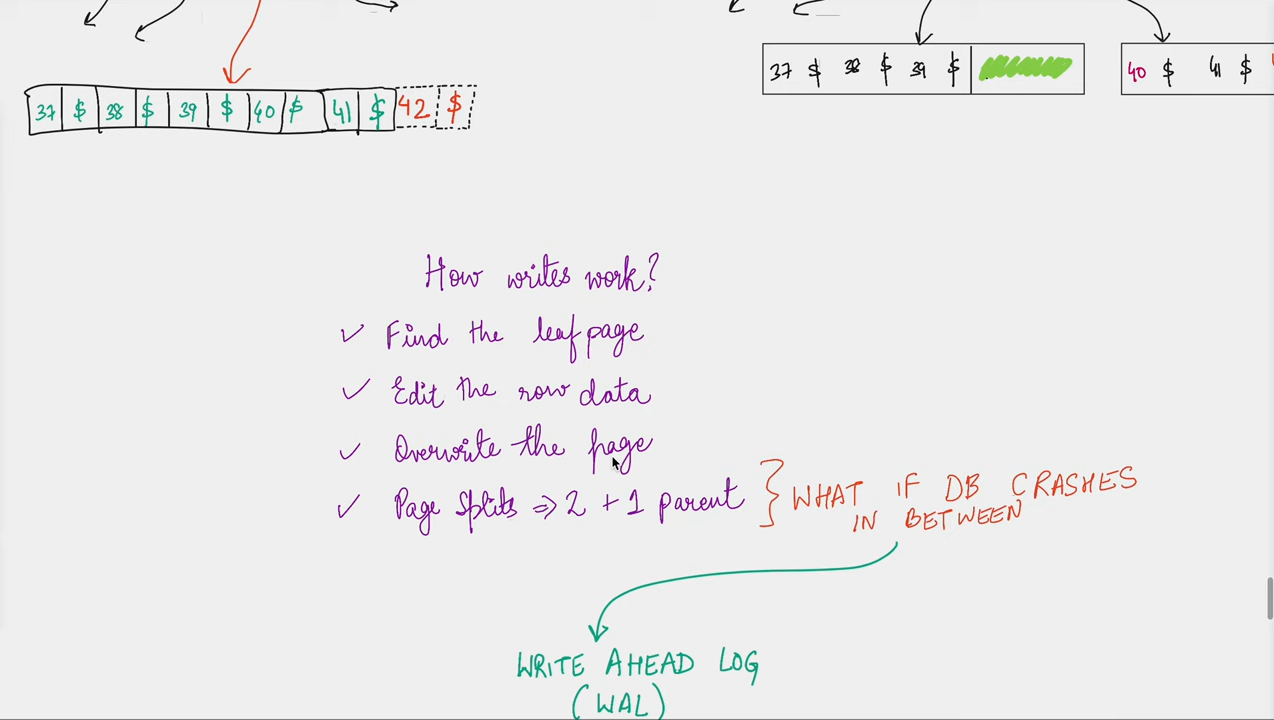 37 $ 38 $ 39 $
40 $ 41 $
37 $ 38 $ 39 $ 40 $ 41 $ 42 $
How writes work?
✓ Find the leaf page
✓ Edit the row data
✓ Overwrite the page
✓ Page Splits => 2 + 1 parent } WHAT IF DB CRASHES
IN BETWEEN
WRITE AHEAD LOG
(WAL)